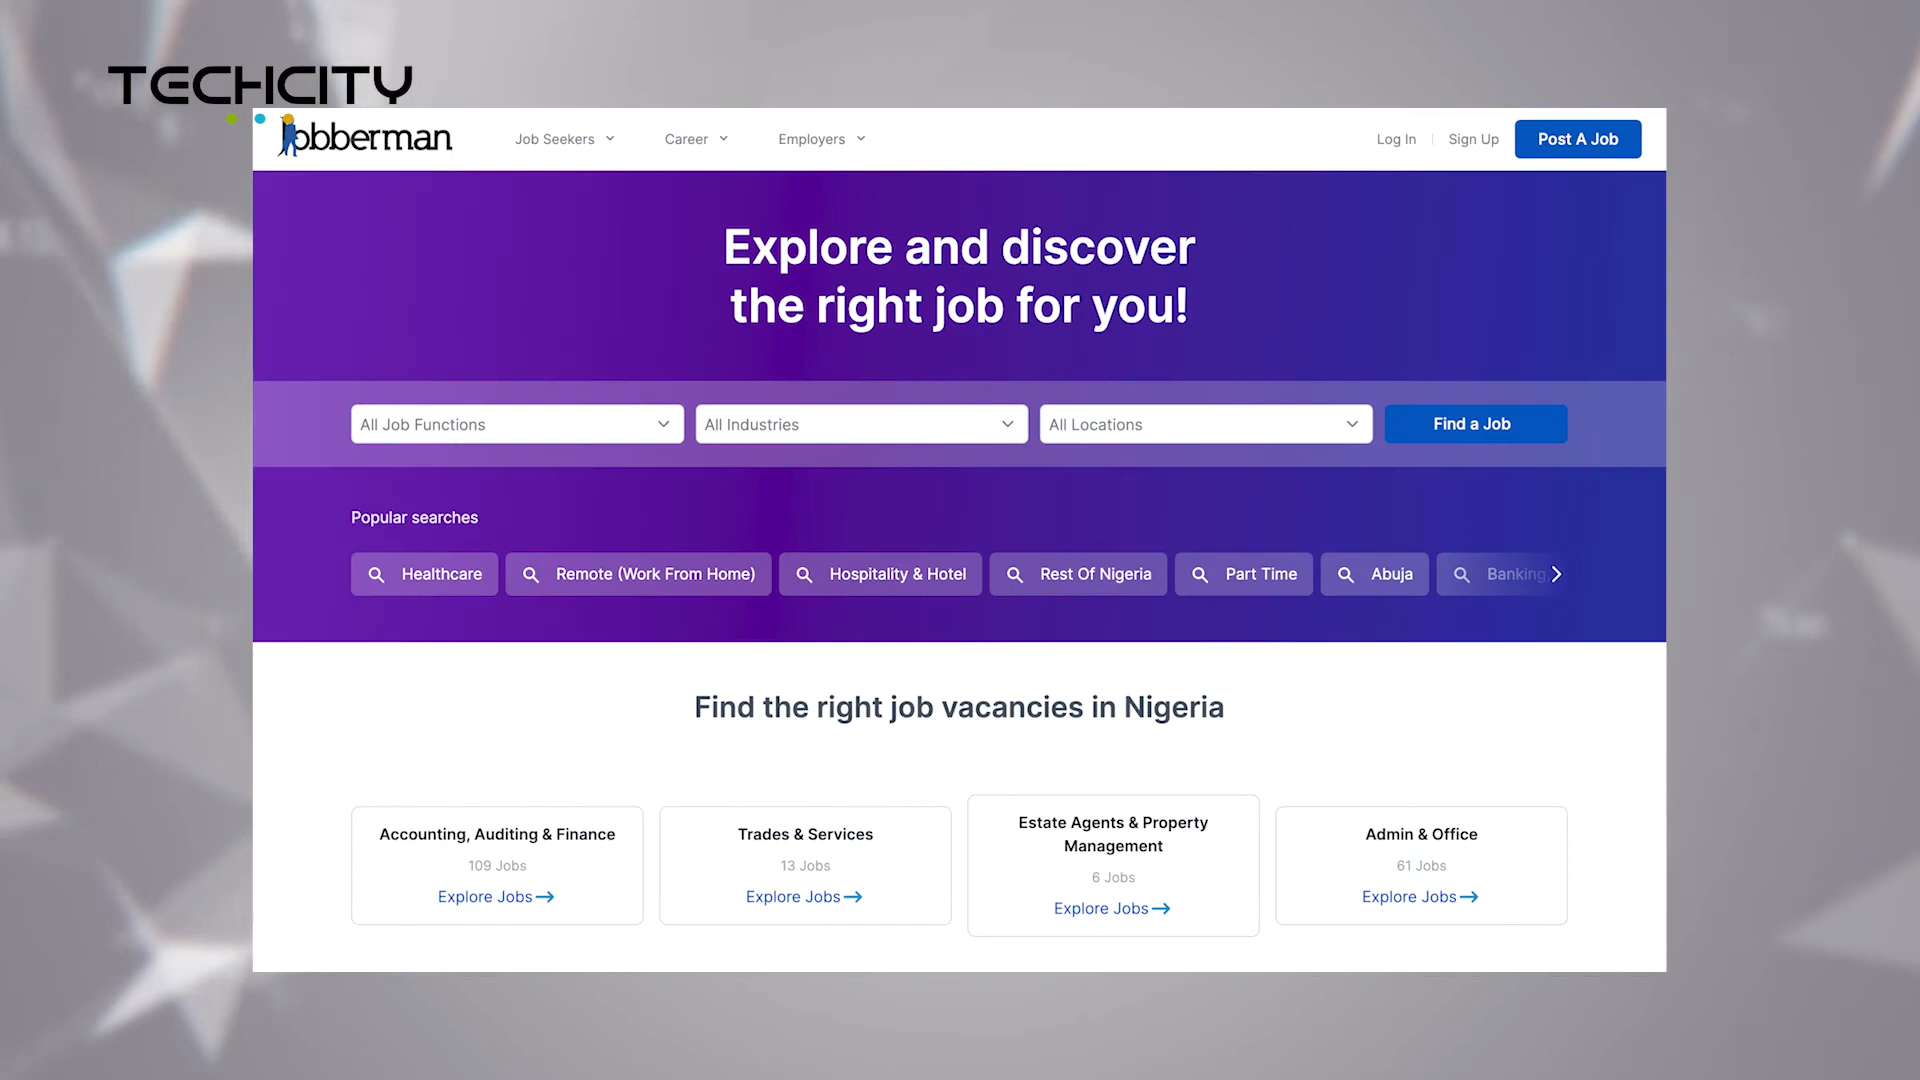 TECHCITY
Jobberman
Job Seekers
Career
Employers
Log In
Sign Up
Post A Job
Explore and discover
the right job for you!
All Job Functions
All Industries
All Locations
Find a Job
Popular searches
Healthcare
Remote (Work From Home)
Hospitality & Hotel
Rest Of Nigeria
Part Time
Abuja
Banking
Find the right job vacancies in Nigeria
Accounting, Auditing & Finance
109 Jobs
Explore Jobs
Trades & Services
13 Jobs
Explore Jobs
Estate Agents & Property
Management
6 Jobs
Explore Jobs
Admin & Office
61 Jobs
Explore Jobs